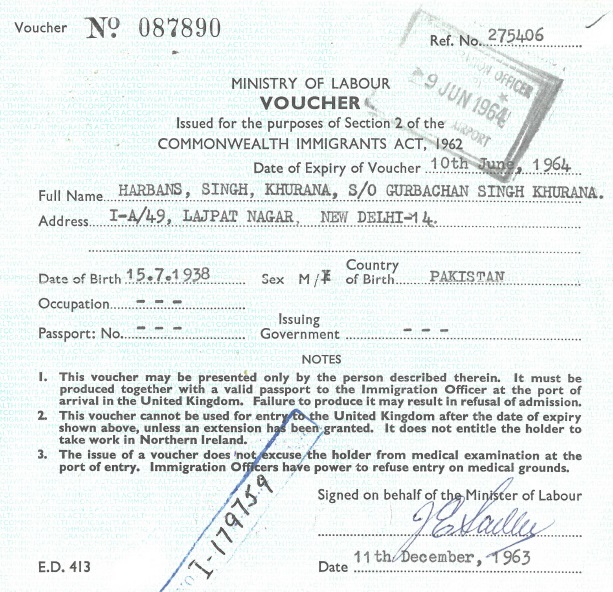 Voucher Nº 087890
Ref. No. 275406
IMMIGRATION OFFICER
9 JUN 1964
AIRPORT
MINISTRY OF LABOUR
VOUCHER
Issued for the purposes of Section 2 of the
COMMONWEALTH IMMIGRANTS ACT, 1962
Date of Expiry of Voucher 10th June, 1964
Full Name HARBANS, SINGH, KHURANA, S/O GURBACHAN SINGH KHURANA.
Address I-A/49, LAJPAT NAGAR, NEW DELHI-14.
Date of Birth 15.7.1938 Sex M/F Country of Birth PAKISTAN
Occupation - - -
Passport: No. - - - Issuing Government - - -
NOTES
1. This voucher may be presented only by the person described therein. It must be
produced together with a valid passport to the Immigration Officer at the port of
arrival in the United Kingdom. Failure to produce it may result in refusal of admission.
2. This voucher cannot be used for entry to the United Kingdom after the date of expiry
shown above, unless an extension has been granted. It does not entitle the holder to
take work in Northern Ireland.
3. The issue of a voucher does not excuse the holder from medical examination at the
port of entry. Immigration Officers have power to refuse entry on medical grounds.
NO I-179759
Signed on behalf of the Minister of Labour
E.D. 413
Date 11th December, 1963